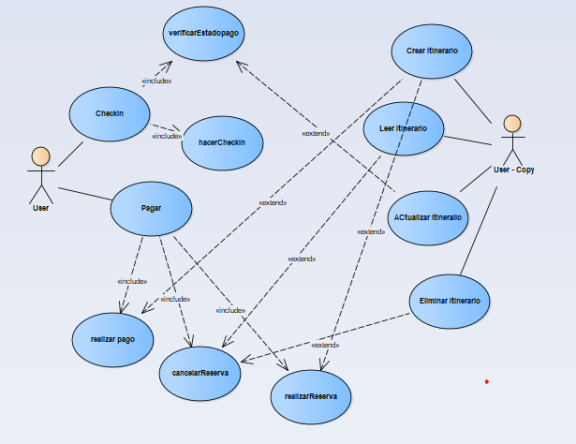 verificarEstadopago
Crear Itinerario
«include»
CheckIn
Leer Itinerario
«include»
«extend»
hacerCheckin
User - Copy
User
Pagar
«extend»
ACtualizar Itineralio
«extend»
«extend»
«include»
«include»
«include»
Eliminar Itinerario
realizar pago
«extend»
cancelarReserva
realizarReserva